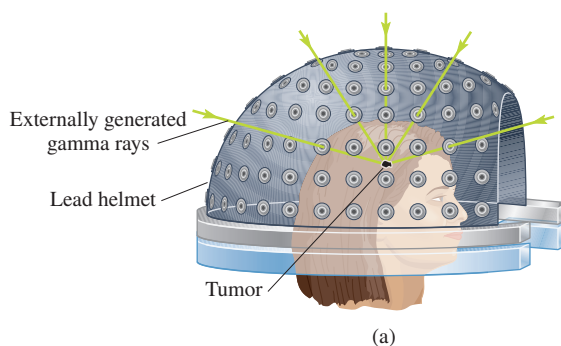 Externally generated
gamma rays
Lead helmet
Tumor
(a)